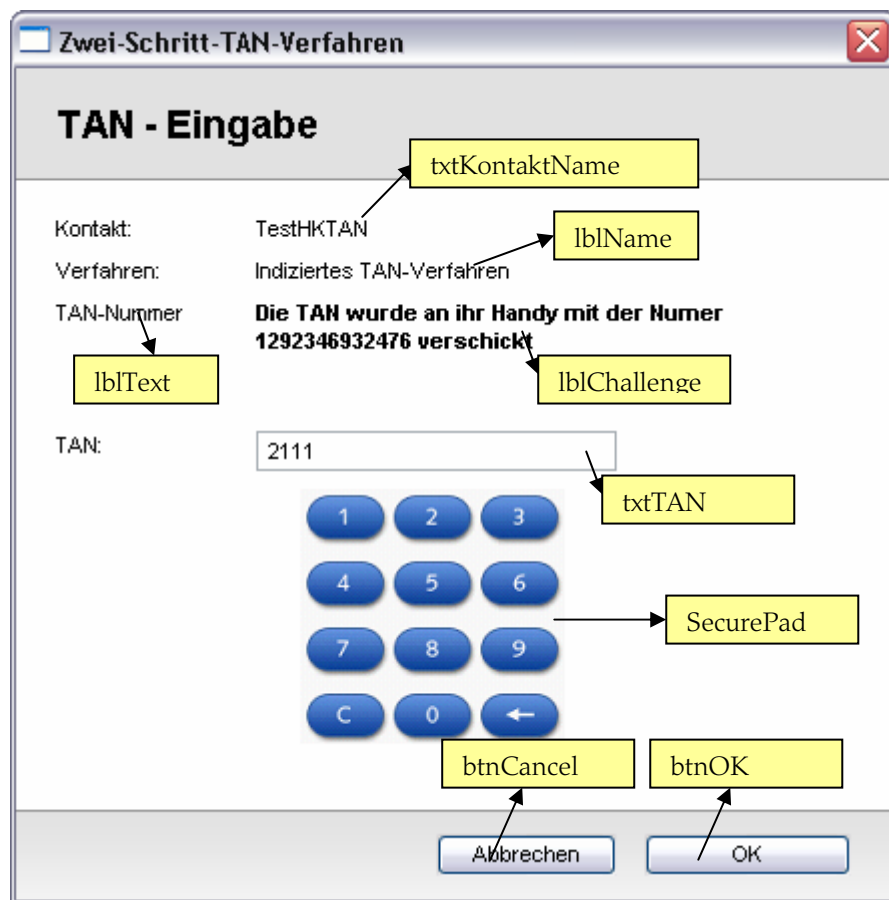 Zwei-Schritt-TAN-Verfahren
TAN - Eingabe
txtKontaktName
Kontakt: TestHKTAN
lblName
Verfahren: Indiziertes TAN-Verfahren
TAN-Nummer Die TAN wurde an ihr Handy mit der Numer
1292346932476 verschickt
lblText lblChallenge
TAN: 2111
txtTAN
1 2 3
4 5 6
SecurePad
7 8 9
C 0 ←
btnCancel btnOK
Abbrechen OK